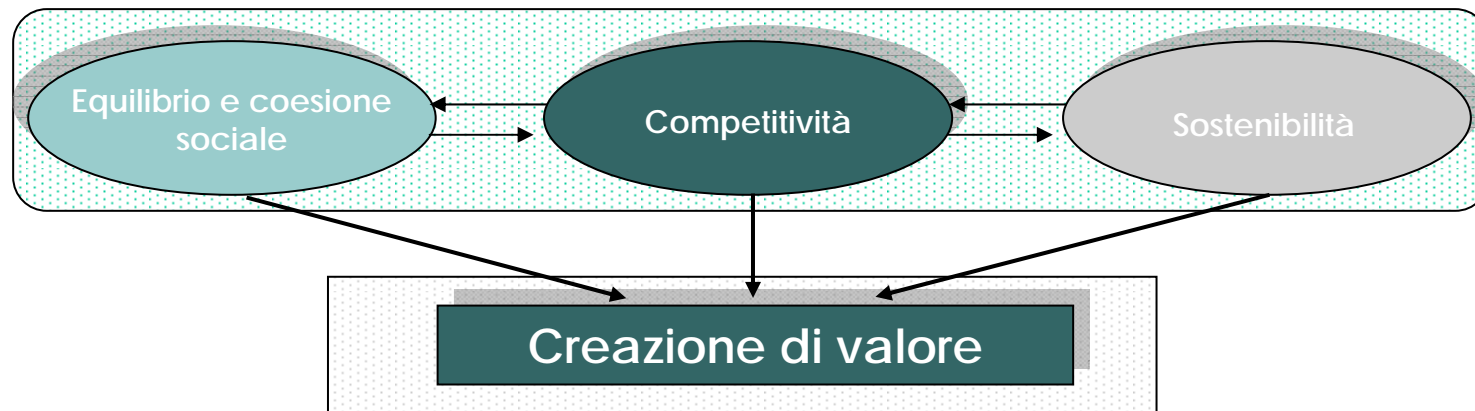 Equilibrio e coesione
sociale
Competitività
Sostenibilità
Creazione di valore